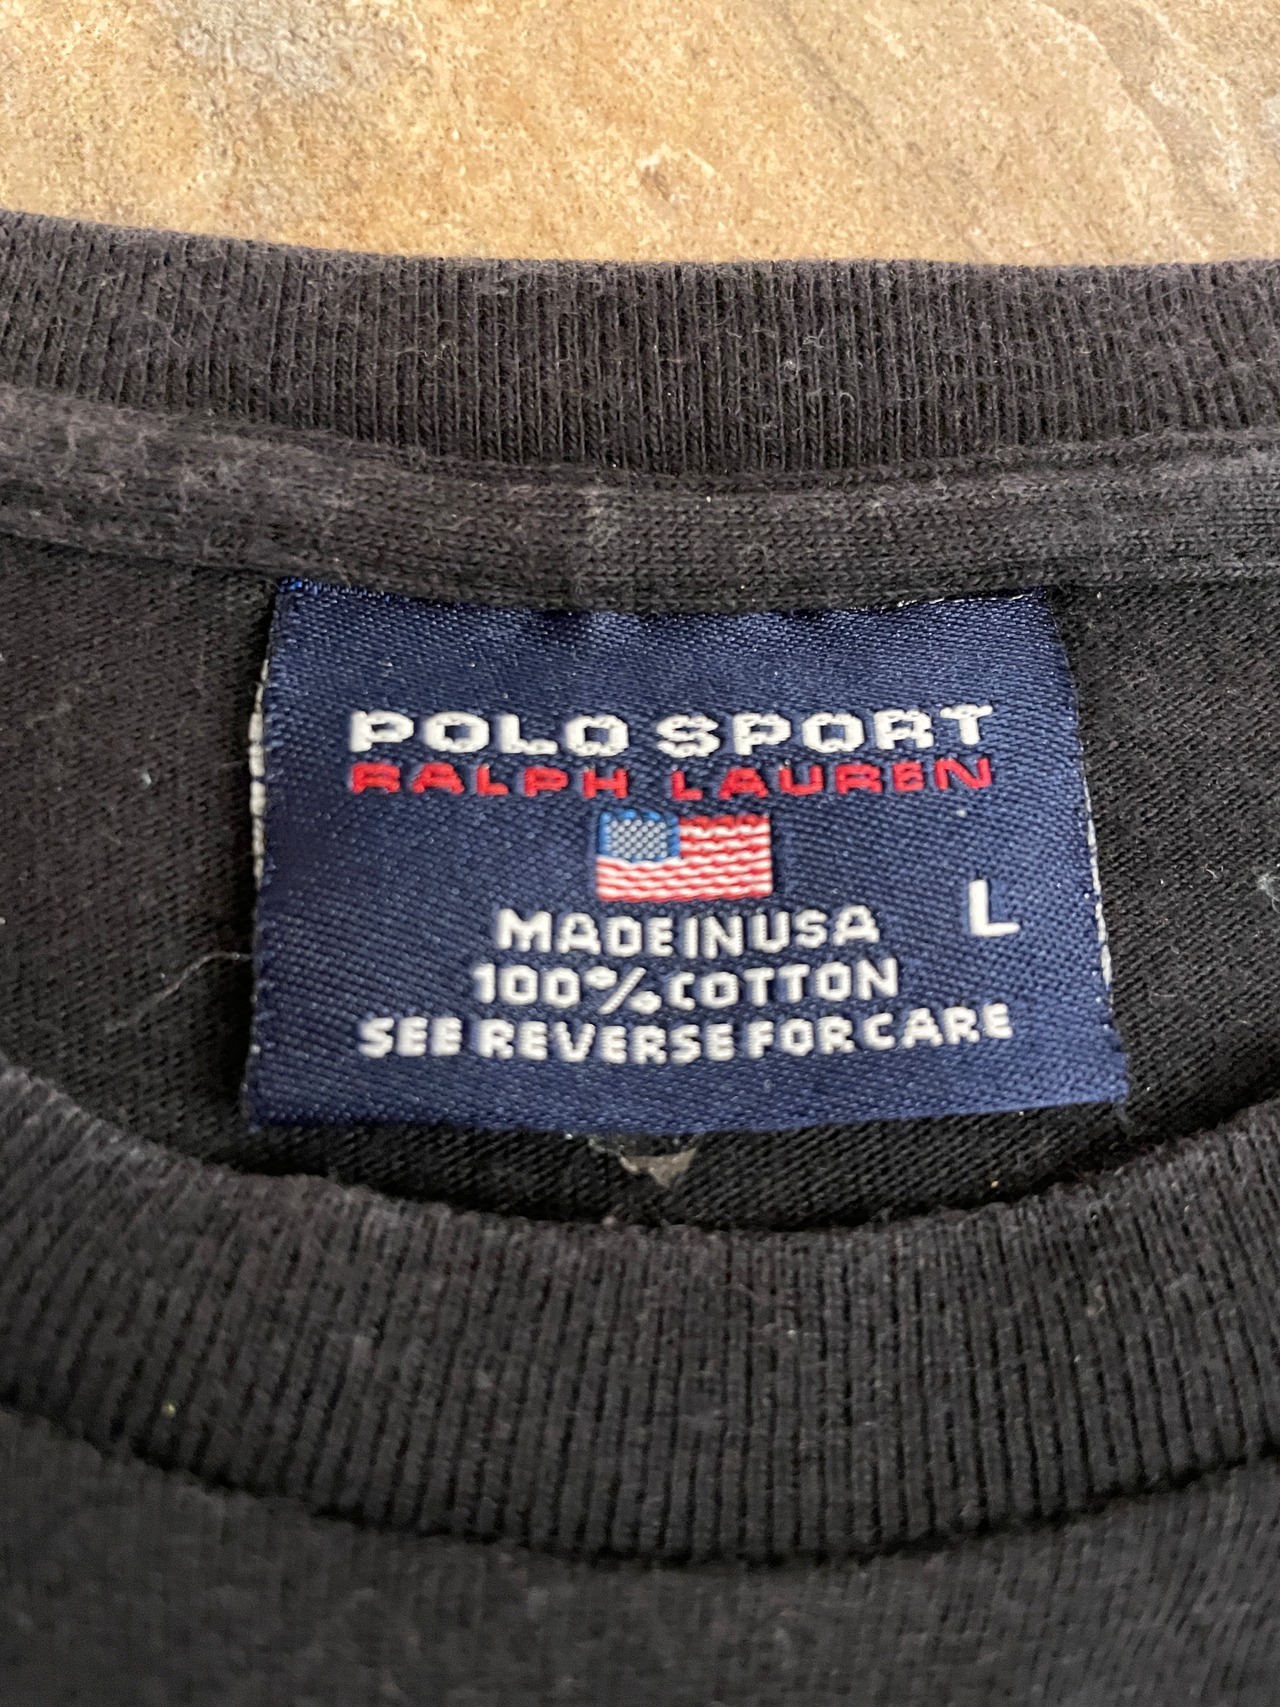 POLO SPORT
RALPH LAUREN
MADE IN USA
L
100% COTTON
SEE REVERSE FOR CARE